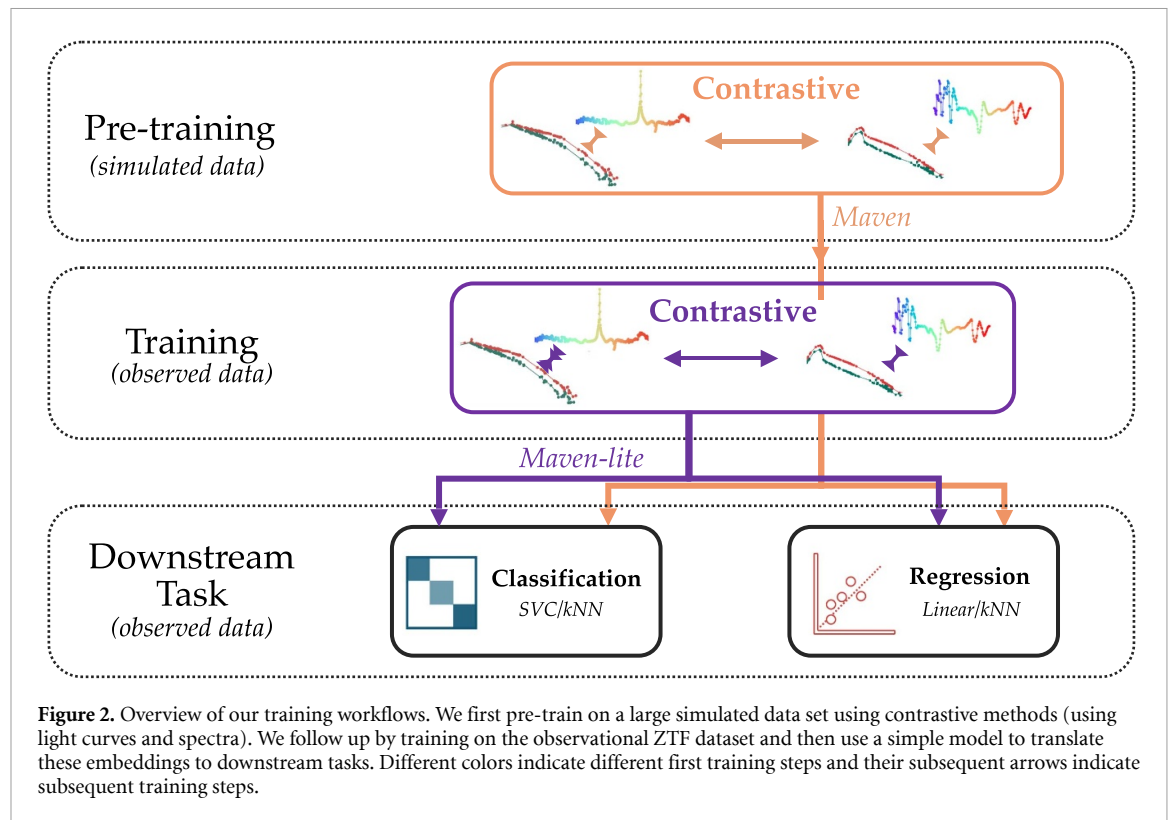 Pre-training
(simulated data)
Contrastive
Maven
Training
(observed data)
Contrastive
Maven-lite
Downstream
Task
(observed data)
Classification
SVC/kNN
Regression
Linear/kNN
Figure 2. Overview of our training workflows. We first pre-train on a large simulated data set using contrastive methods (using
light curves and spectra). We follow up by training on the observational ZTF dataset and then use a simple model to translate
these embeddings to downstream tasks. Different colors indicate different first training steps and their subsequent arrows indicate
subsequent training steps.